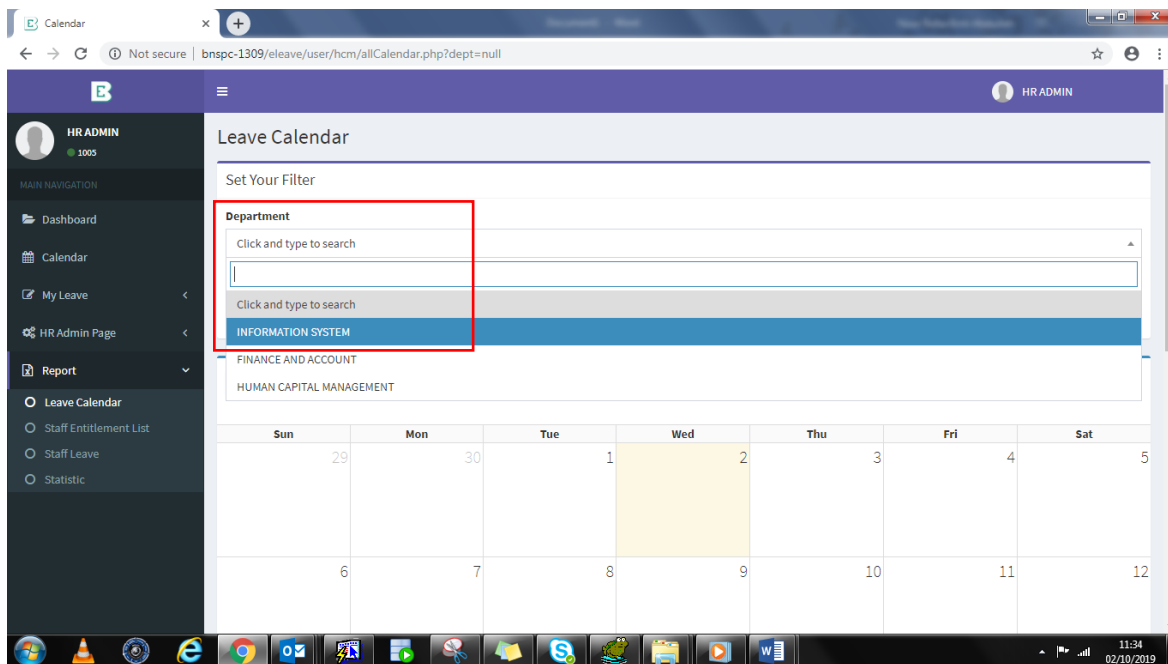 Calendar
Not secure | bnspc-1309/eleave/user/hcm/allCalendar.php?dept=null
HR ADMIN
HR ADMIN
1005
MAIN NAVIGATION
Dashboard
Calendar
My Leave
HR Admin Page
Report
Leave Calendar
Staff Entitlement List
Staff Leave
Statistic
Leave Calendar
Set Your Filter
Department
Click and type to search
Click and type to search
INFORMATION SYSTEM
FINANCE AND ACCOUNT
HUMAN CAPITAL MANAGEMENT
Sun Mon Tue Wed Thu Fri Sat
29 30 1 2 3 4 5
6 7 8 9 10 11 12
11:34
02/10/2019